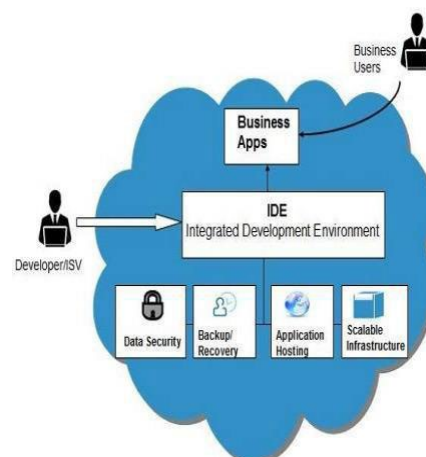 Business
Users
Business
Apps
IDE
Integrated Development Environment
Developer/ISV
Data Security
Backup/
Recovery
Application
Hosting
Scalable
Infrastructure